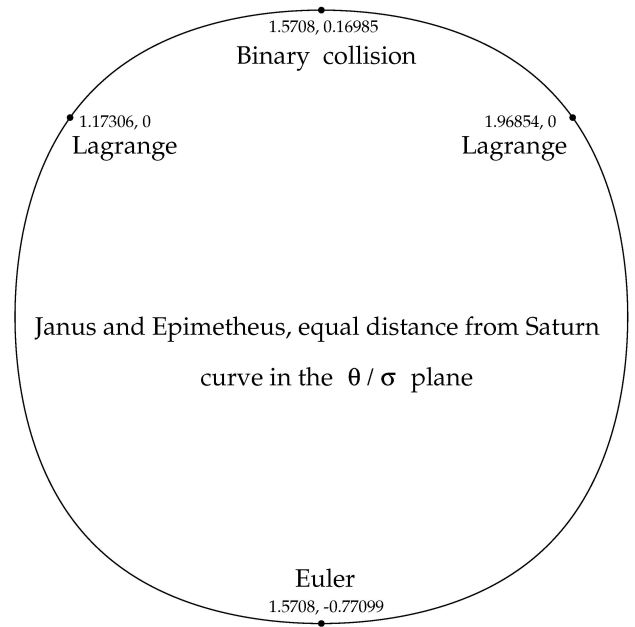 1.5708, 0.16985
Binary collision
1.17306, 0
1.96854, 0
Lagrange
Lagrange
Janus and Epimetheus, equal distance from Saturn
curve in the θ / σ plane
Euler
1.5708, -0.77099